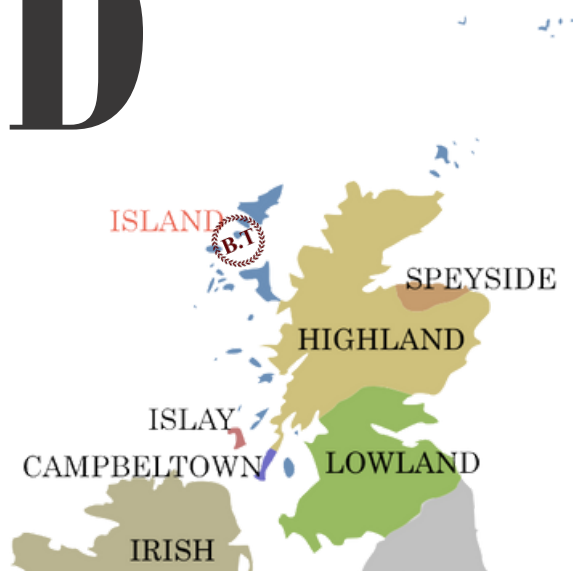 D
ISLAND
B.T
SPEYSIDE
HIGHLAND
ISLAY
CAMPBELTOWN
LOWLAND
IRISH